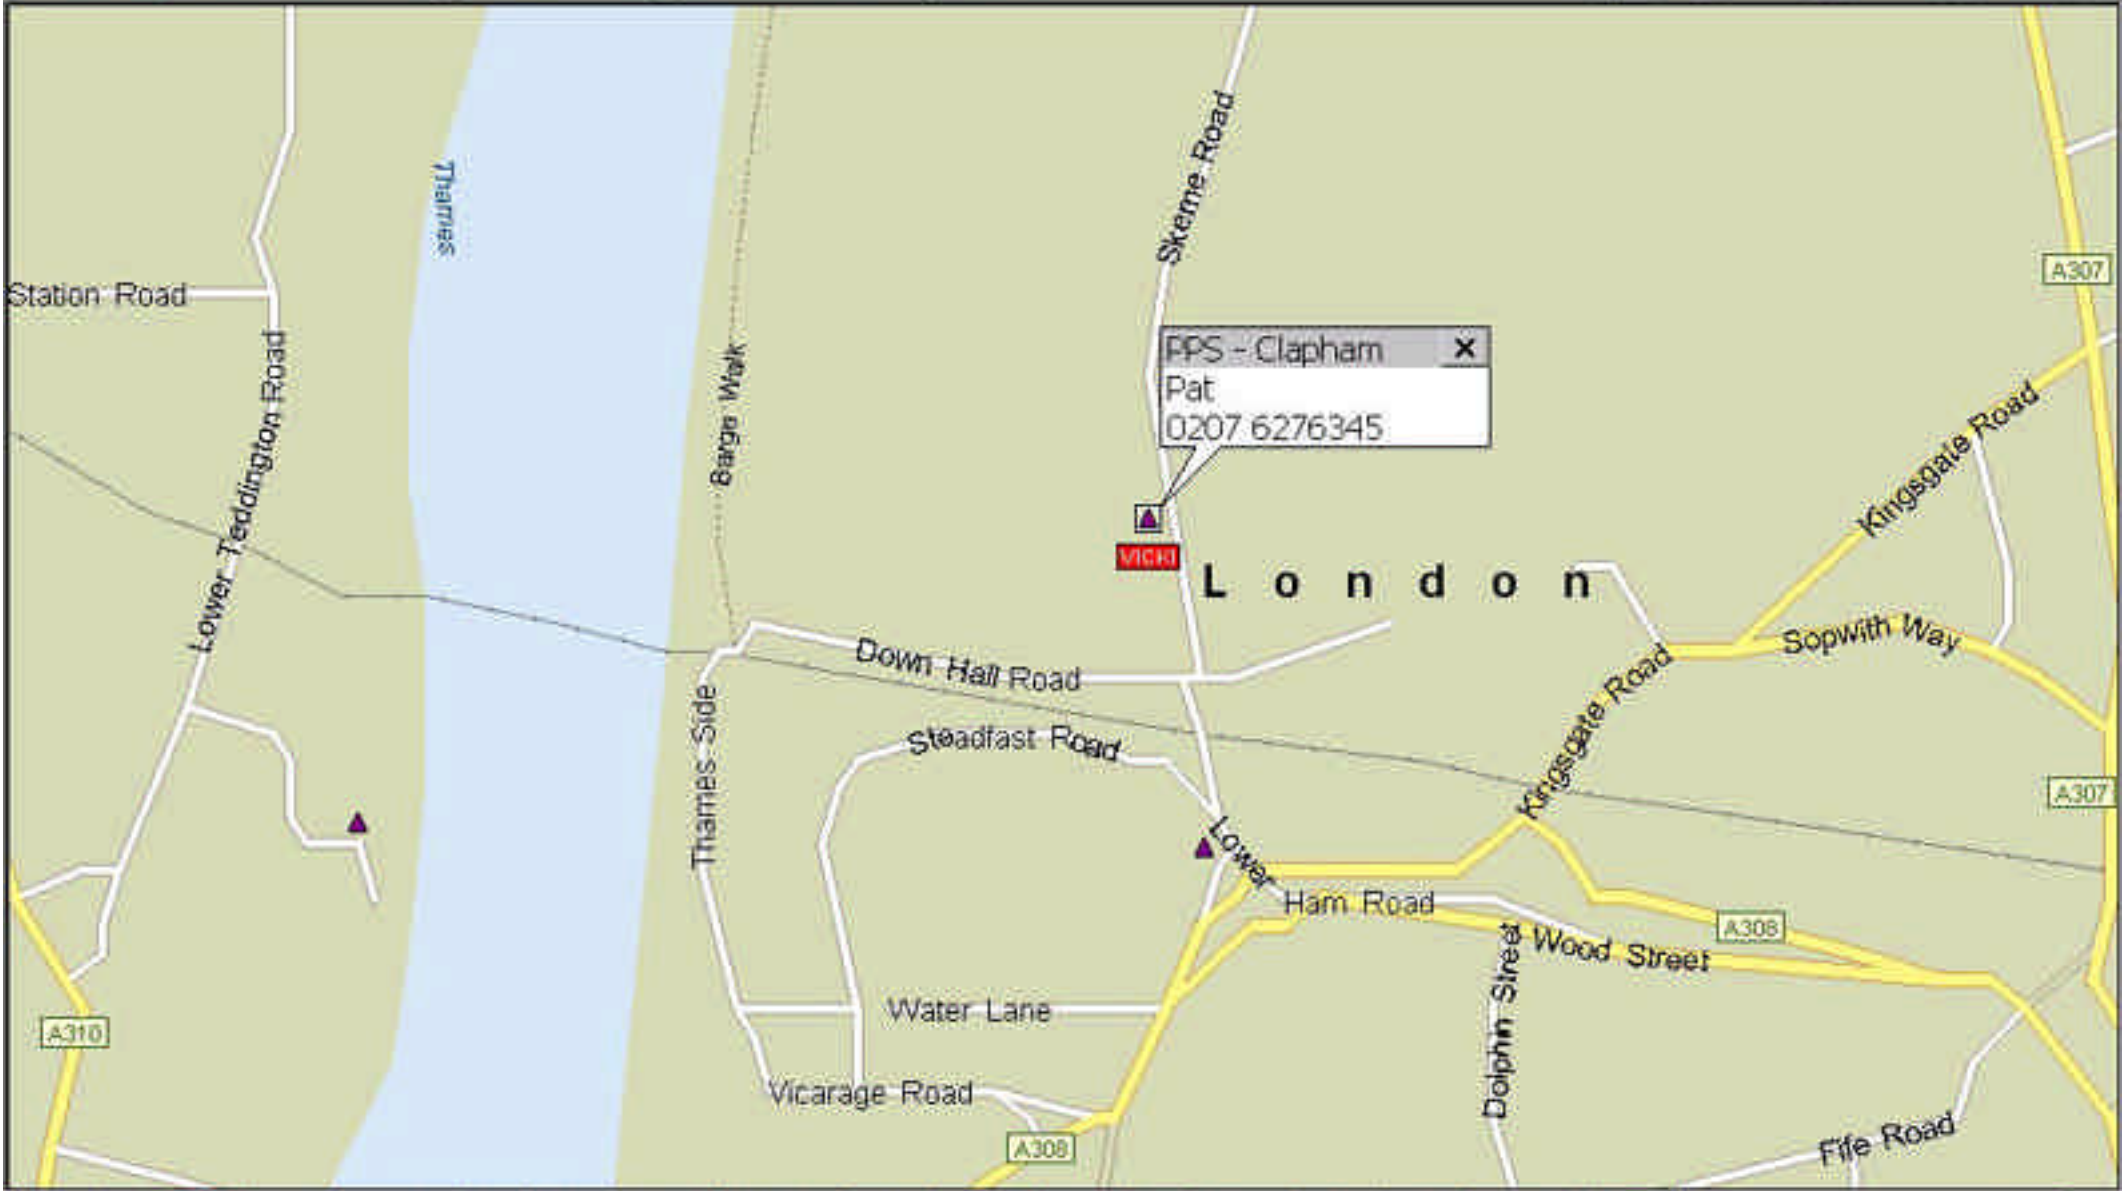 Skerne Road
Thames
A307
Station Road
PPS - Clapham
Pat
0207 6276345
Lower Teddington Road
Barge Walk
Kingsgate Road
VICKI
London
Sopwith Way
Down Hall Road
Kingsgate Road
Thames Side
Steadfast Road
A307
Lower
Ham Road
A308
Wood Street
Dolphin Street
Water Lane
A310
Vicarage Road
A308
Fife Road